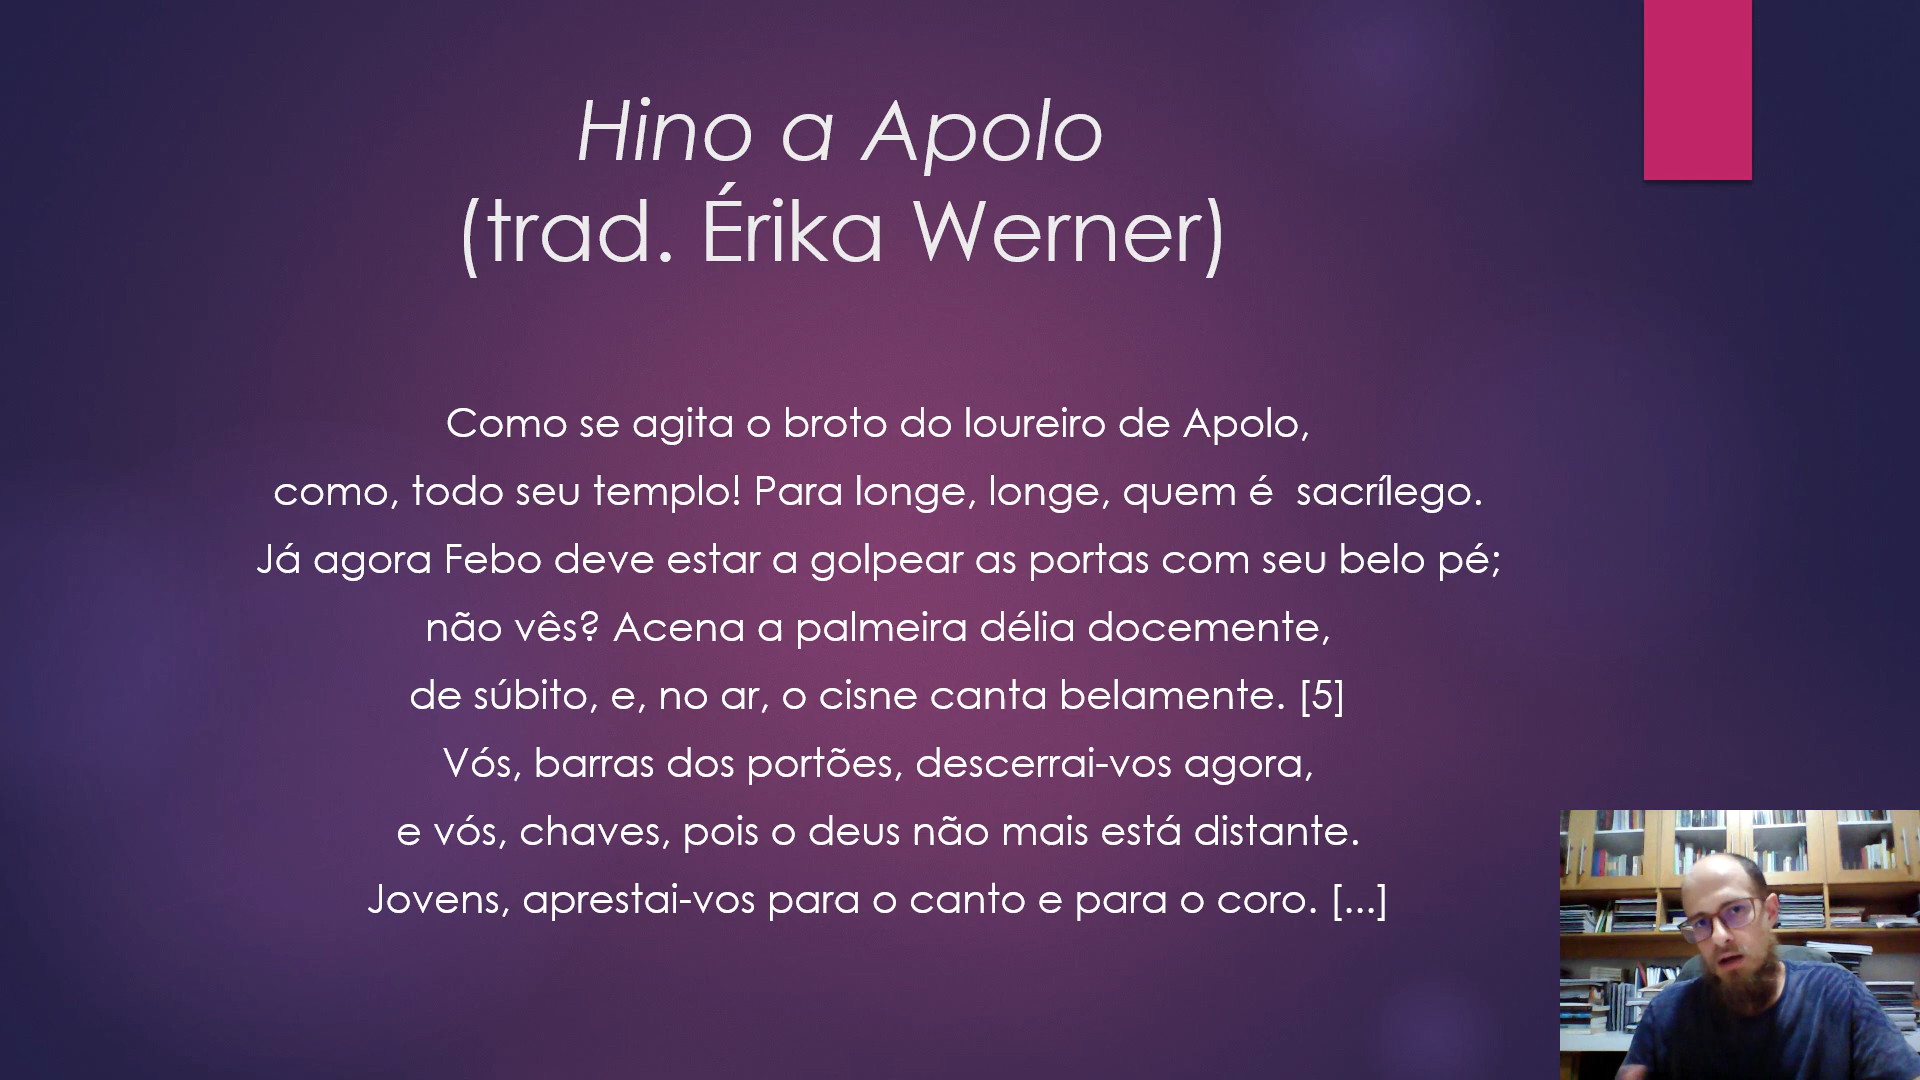 Hino a Apolo
(trad. Érika Werner)
Como se agita o broto do loureiro de Apolo,
como, todo seu templo! Para longe, longe, quem é  sacrílego.
Já agora Febo deve estar a golpear as portas com seu belo pé;
não vês? Acena a palmeira délia docemente,
de súbito, e, no ar, o cisne canta belamente. [5]
Vós, barras dos portões, descerrai-vos agora,
e vós, chaves, pois o deus não mais está distante.
Jovens, aprestai-vos para o canto e para o coro. [...]